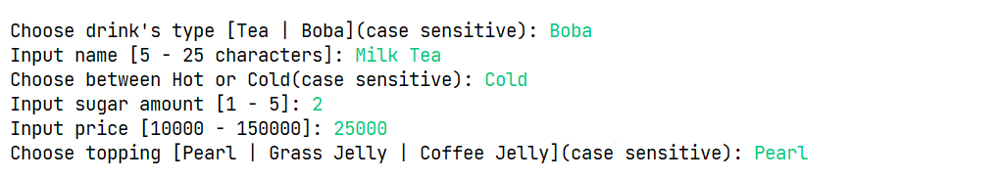 Choose drink's type [Tea | Boba](case sensitive): Boba
Input name [5 - 25 characters]: Milk Tea
Choose between Hot or Cold(case sensitive): Cold
Input sugar amount [1 - 5]: 2
Input price [10000 - 150000]: 25000
Choose topping [Pearl | Grass Jelly | Coffee Jelly](case sensitive): Pearl